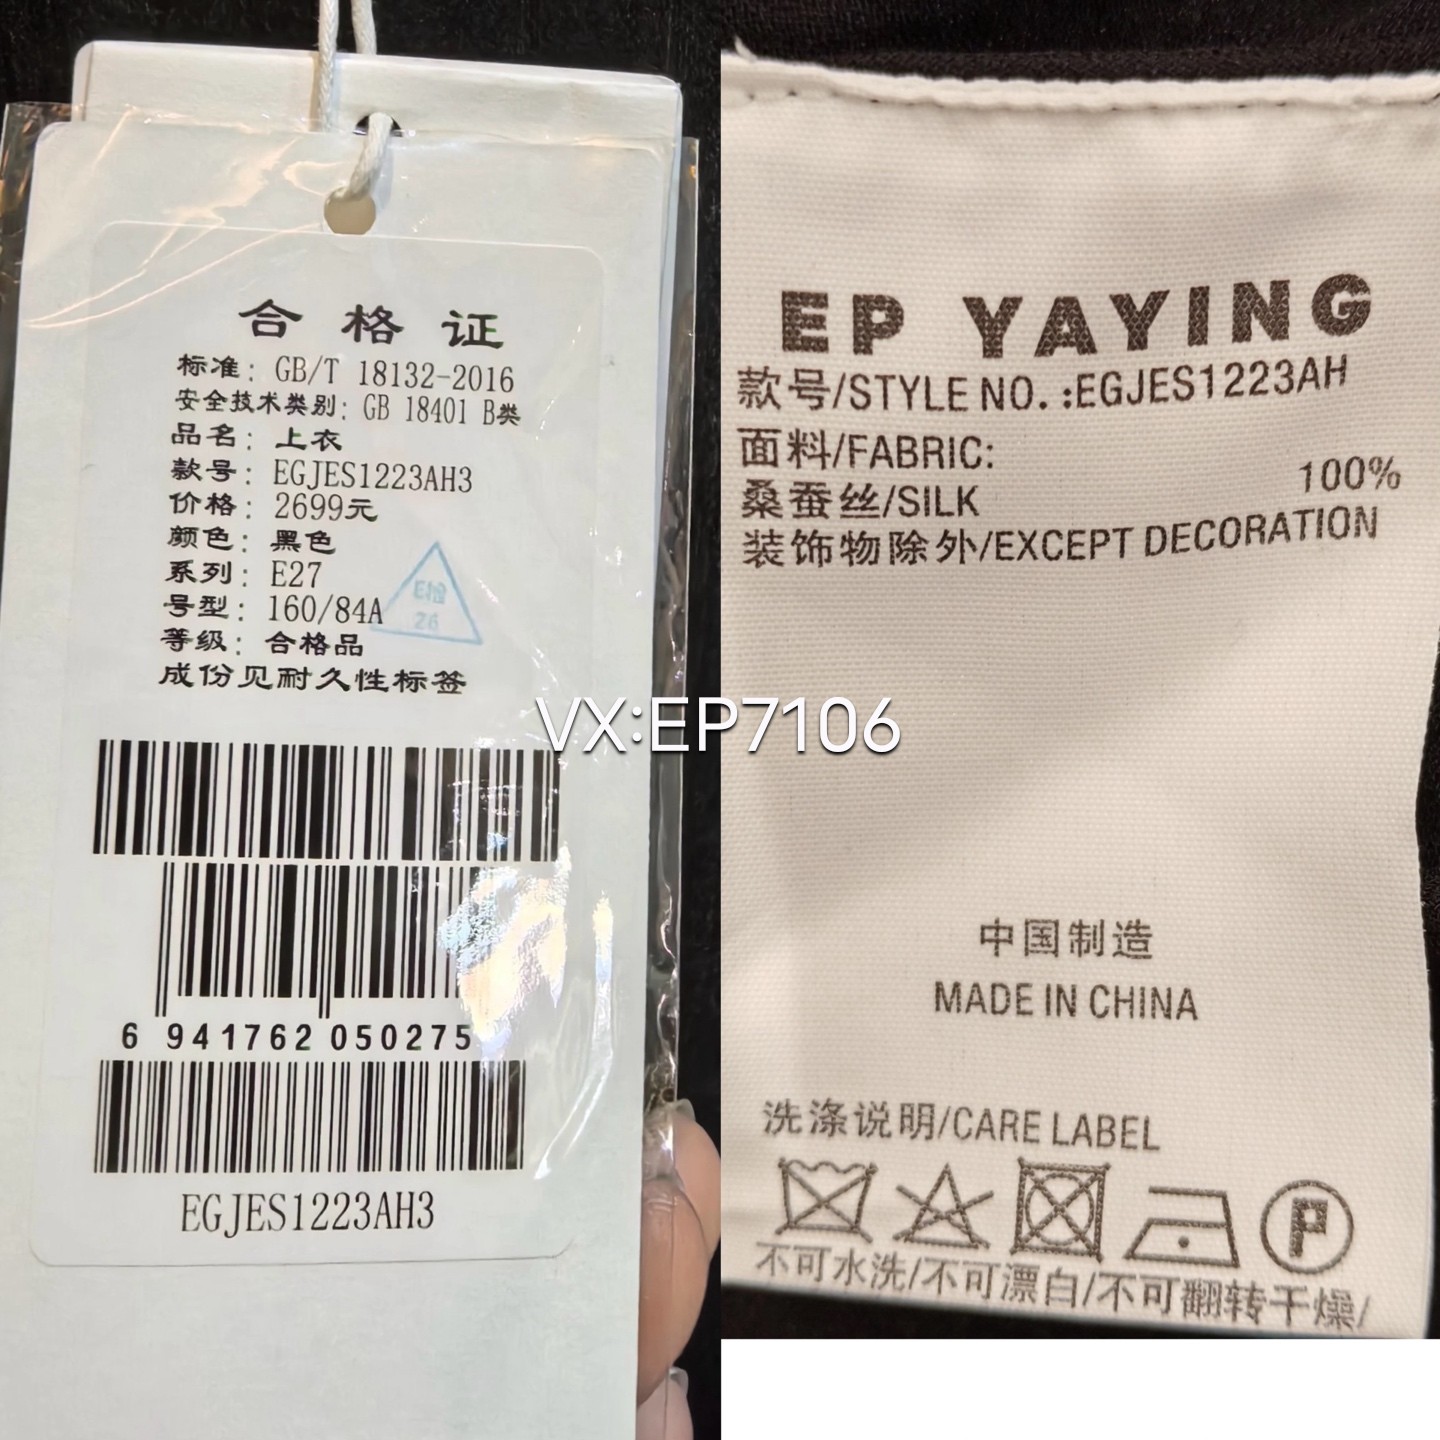 合格证
标准: GB/T 18132-2016
安全技术类别: GB 18401 B类
品名: 上衣
款号: EGJES1223AH3
价格: 2699元
颜色: 黑色
系列: E27
号型: 160/84A
等级: 合格品
成份见耐久性标签
E检
26
6 941762 050275
EGJES1223AH3
VX:EP7106
EP YAYING
款号/STYLE NO.:EGJES1223AH
面料/FABRIC:
桑蚕丝/SILK 100%
装饰物除外/EXCEPT DECORATION
中国制造
MADE IN CHINA
洗涤说明/CARE LABEL
P
不可水洗/不可漂白/不可翻转干燥/